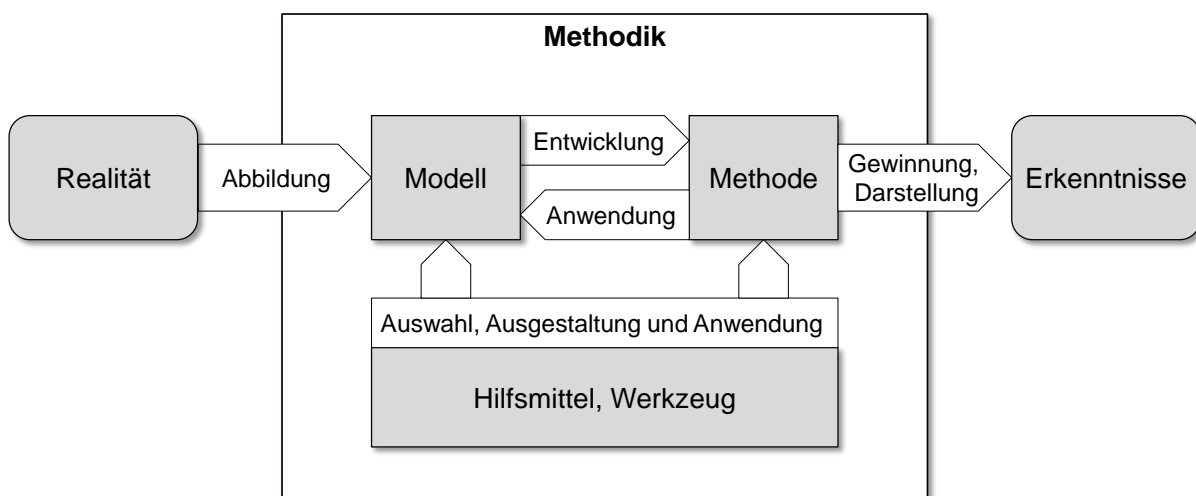 Methodik
Realität
Abbildung
Modell
Entwicklung
Anwendung
Methode
Gewinnung,
Darstellung
Erkenntnisse
Auswahl, Ausgestaltung und Anwendung
Hilfsmittel, Werkzeug